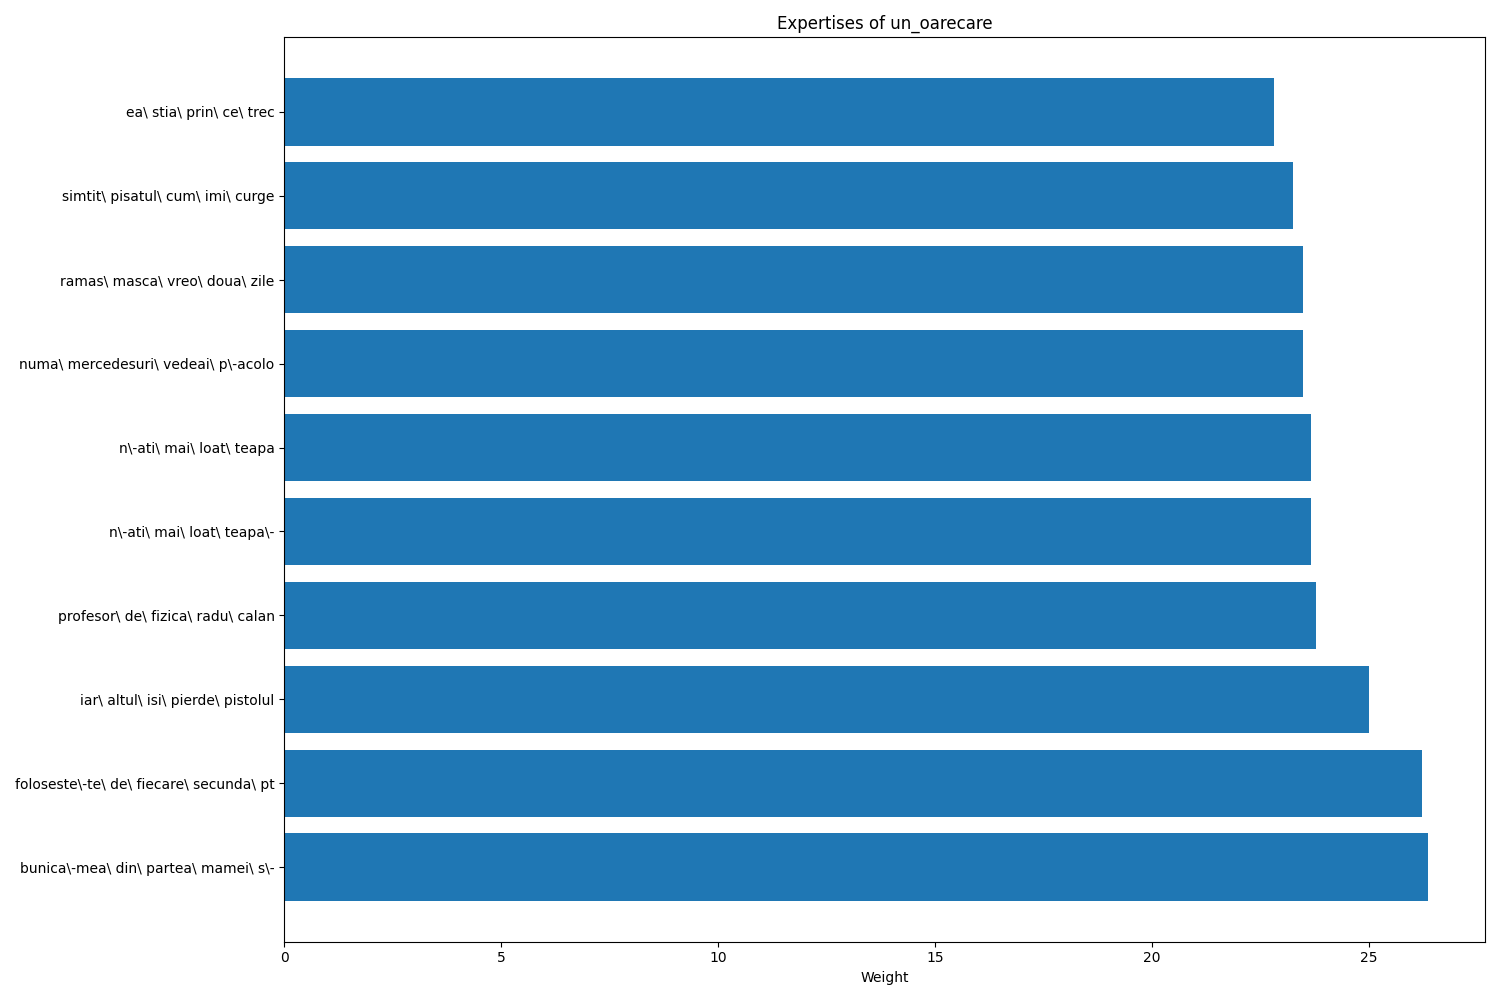 Expertises of un_oarecare
ea\ stia\ prin\ ce\ trec
simtit\ pisatul\ cum\ imi\ curge
ramas\ masca\ vreo\ doua\ zile
numa\ mercedesuri\ vedeai\ p\-acolo
n\-ati\ mai\ loat\ teapa
n\-ati\ mai\ loat\ teapa\-
profesor\ de\ fizica\ radu\ calan
iar\ altul\ isi\ pierde\ pistolul
foloseste\-te\ de\ fiecare\ secunda\ pt
bunica\-mea\ din\ partea\ mamei\ s\-
0 5 10 15 20 25
Weight